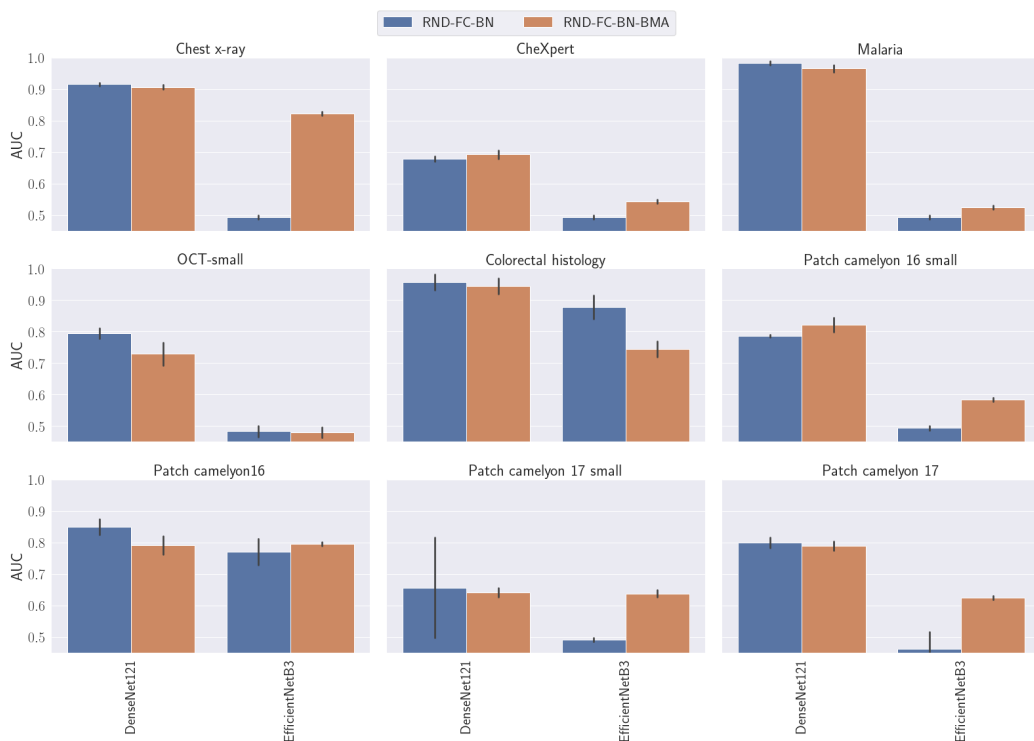 RND-FC-BN RND-FC-BN-BMA
Chest x-ray CheXpert Malaria
AUC
1.0
0.9
0.8
0.7
0.6
0.5
OCT-small Colorectal histology Patch camelyon 16 small
AUC
1.0
0.9
0.8
0.7
0.6
0.5
Patch camelyon16 Patch camelyon 17 small Patch camelyon 17
AUC
1.0
0.9
0.8
0.7
0.6
0.5
DenseNet121 EfficientNetB3 DenseNet121 EfficientNetB3 DenseNet121 EfficientNetB3